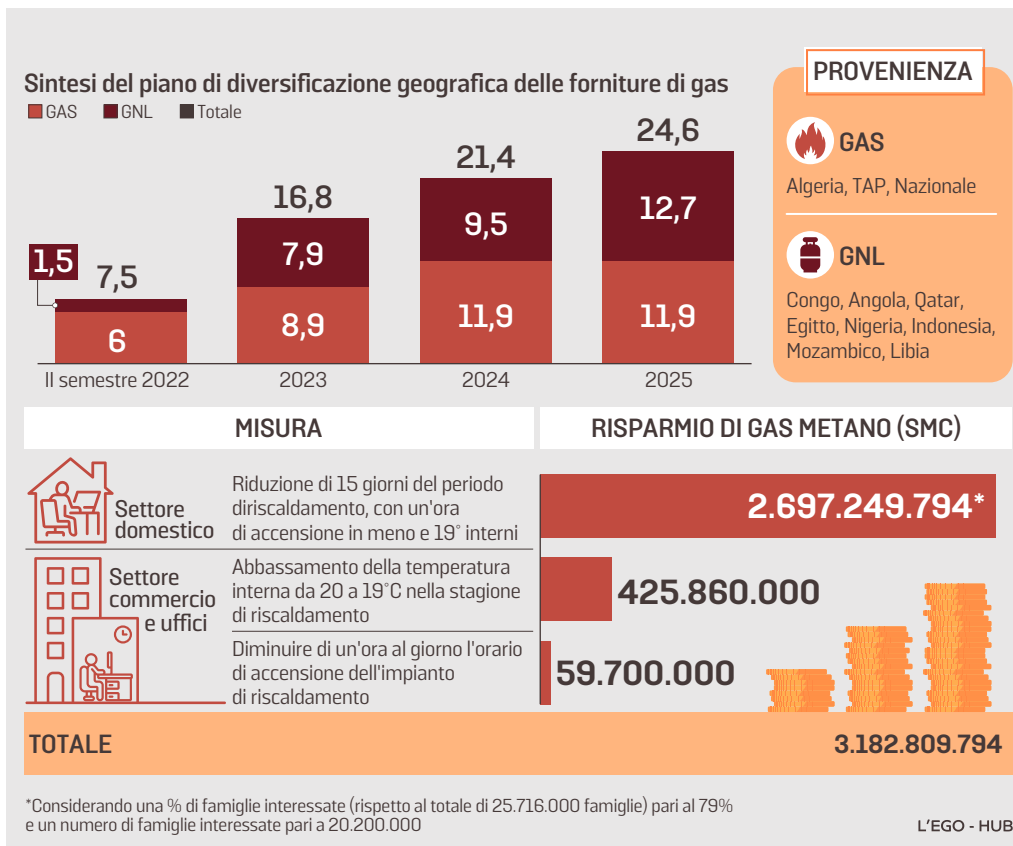 Sintesi del piano di diversificazione geografica delle forniture di gas
GAS GNL Totale
1,5
7,5
6
II semestre 2022
16,8
7,9
8,9
2023
21,4
9,5
11,9
2024
24,6
12,7
11,9
2025
PROVENIENZA
GAS
Algeria, TAP, Nazionale
GNL
Congo, Angola, Qatar,
Egitto, Nigeria, Indonesia,
Mozambico, Libia
MISURA
RISPARMIO DI GAS METANO (SMC)
Settore
domestico
Riduzione di 15 giorni del periodo
diriscaldamento, con un'ora
di accensione in meno e 19° interni
2.697.249.794*
Settore
commercio
e uffici
Abbassamento della temperatura
interna da 20 a 19°C nella stagione
di riscaldamento
425.860.000
Diminuire di un'ora al giorno l'orario
di accensione dell'impianto
di riscaldamento
59.700.000
TOTALE
3.182.809.794
*Considerando una % di famiglie interessate (rispetto al totale di 25.716.000 famiglie) pari al 79%
e un numero di famiglie interessate pari a 20.200.000
L'EGO - HUB